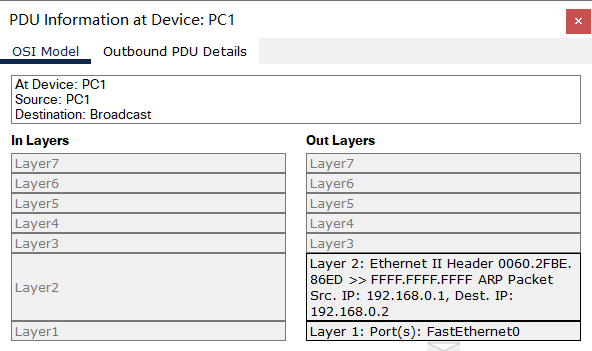 PDU Information at Device: PC1
OSI Model Outbound PDU Details
At Device: PC1
Source: PC1
Destination: Broadcast
In Layers
Layer7
Layer6
Layer5
Layer4
Layer3
Layer2
Layer1
Out Layers
Layer7
Layer6
Layer5
Layer4
Layer3
Layer 2: Ethernet II Header 0060.2FBE.
86ED >> FFFF.FFFF.FFFF ARP Packet
Src. IP: 192.168.0.1, Dest. IP:
192.168.0.2
Layer 1: Port(s): FastEthernet0